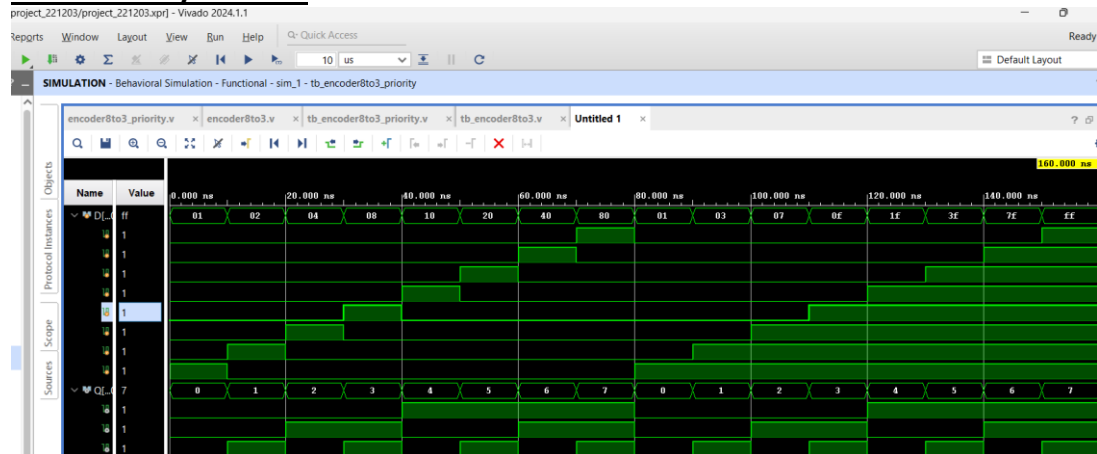 project_221203/project_221203.xpr] - Vivado 2024.1.1
Reports Window Layout View Run Help Q- Quick Access Ready
10 us Default Layout
SIMULATION - Behavioral Simulation - Functional - sim_1 - tb_encoder8to3_priority
encoder8to3_priority.v × encoder8to3.v × tb_encoder8to3_priority.v × tb_encoder8to3.v × Untitled 1 × ?
160.000 ns
Name Value 0.000 ns 20.000 ns 40.000 ns 60.000 ns 80.000 ns 100.000 ns 120.000 ns 140.000 ns
D[... ff 01 02 04 08 10 20 40 80 01 03 07 0f 1f 3f 7f ff
1
1
1
1
1
1
1
1
Q[... 7 0 1 2 3 4 5 6 7 0 1 2 3 4 5 6 7
1
1
1
Objects
Protocol Instances
Scope
Sources